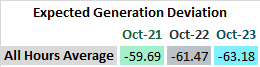 Expected Generation Deviation
Oct-21 Oct-22 Oct-23
All Hours Average -59.69 -61.47 -63.18